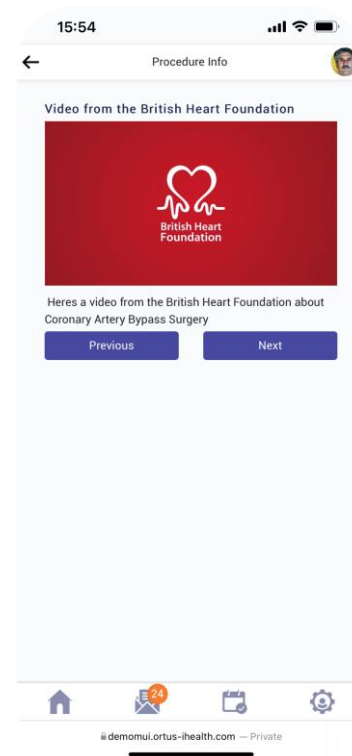 15:54
Procedure Info
Video from the British Heart Foundation
British Heart
Foundation
Heres a video from the British Heart Foundation about
Coronary Artery Bypass Surgery
Previous
Next
24
demomui.ortus-ihealth.com — Private